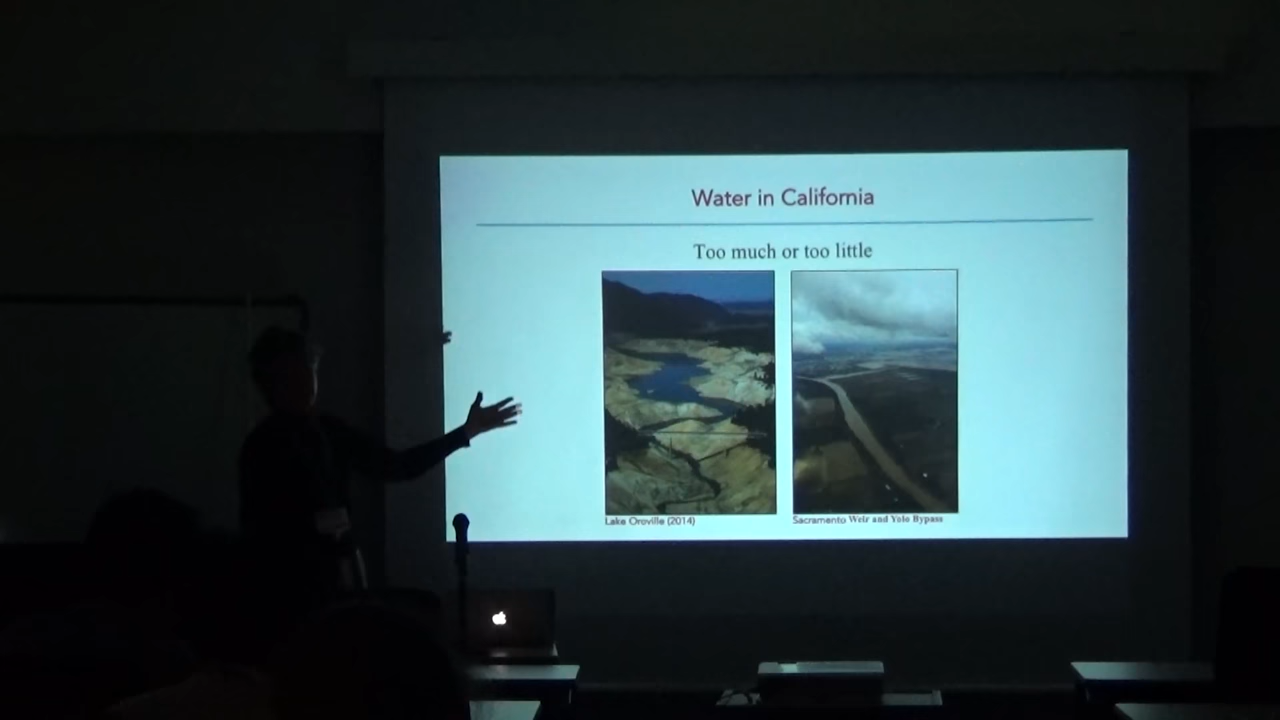 Water in California
Too much or too little
Lake Oroville (2014)
Sacramento Weir and Yolo Bypass